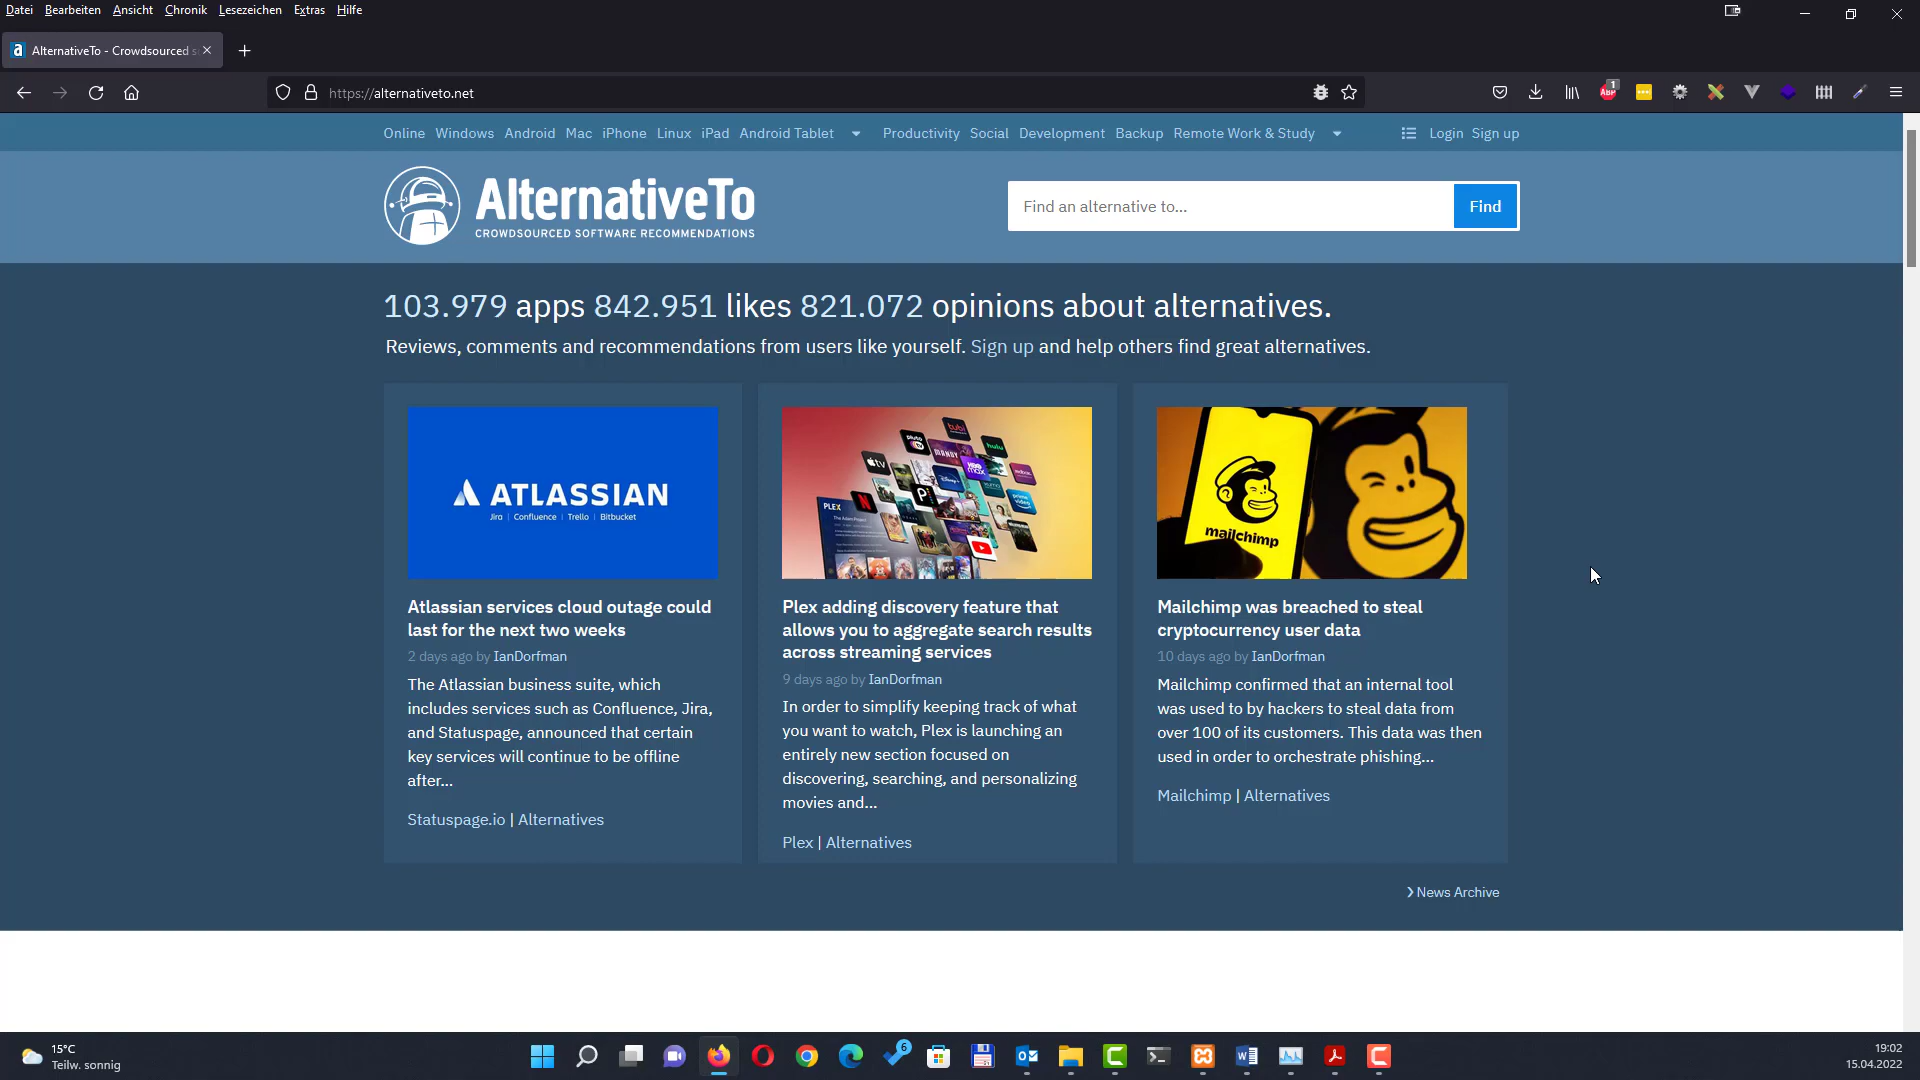 Datei Bearbeiten Ansicht Chronik Lesezeichen Extras Hilfe
AlternativeTo - Crowdsourced s
https://alternativeto.net
1
ABP
Online Windows Android Mac iPhone Linux iPad Android Tablet Productivity Social Development Backup Remote Work & Study Login Sign up
AlternativeTo
CROWDSOURCED SOFTWARE RECOMMENDATIONS
Find an alternative to...
Find
103.979 apps 842.951 likes 821.072 opinions about alternatives.
Reviews, comments and recommendations from users like yourself. Sign up and help others find great alternatives.
ATLASSIAN
Jira | Confluence | Trello | Bitbucket
Atlassian services cloud outage could
last for the next two weeks
2 days ago by IanDorfman
The Atlassian business suite, which
includes services such as Confluence, Jira,
and Statuspage, announced that certain
key services will continue to be offline
after...
Statuspage.io | Alternatives
tubi
pluto tv
hulu
tv
prime video
PLEX
Plex adding discovery feature that
allows you to aggregate search results
across streaming services
9 days ago by IanDorfman
In order to simplify keeping track of what
you want to watch, Plex is launching an
entirely new section focused on
discovering, searching, and personalizing
movies and...
Plex | Alternatives
mailchimp
Mailchimp was breached to steal
cryptocurrency user data
10 days ago by IanDorfman
Mailchimp confirmed that an internal tool
was used to by hackers to steal data from
over 100 of its customers. This data was then
used in order to orchestrate phishing...
Mailchimp | Alternatives
News Archive
15°C
Teilw. sonnig
6
19:02
15.04.2022